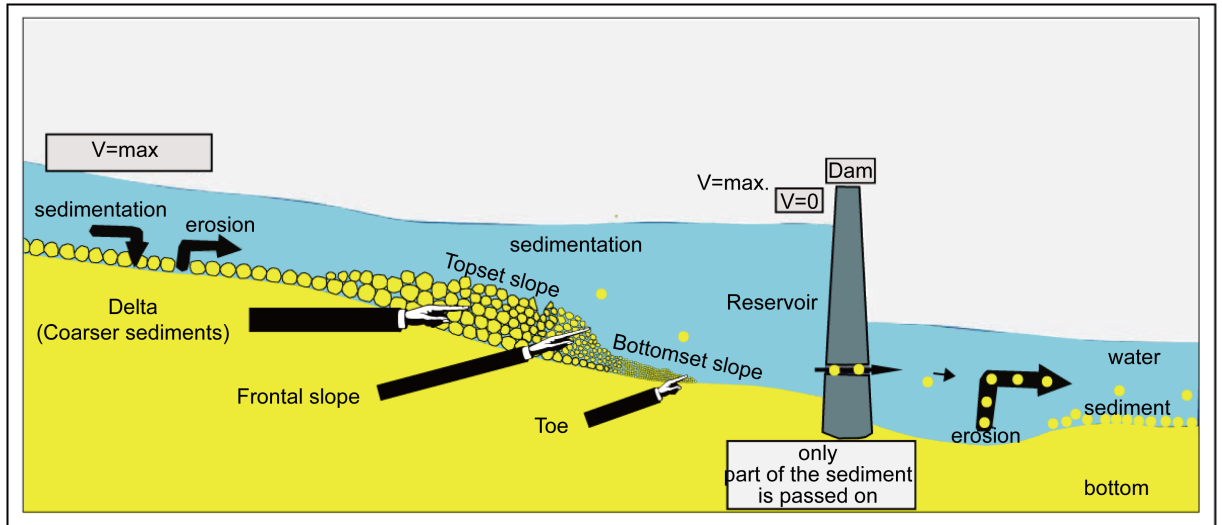 V=max
Dam
V=max.
V=0
sedimentation
erosion
sedimentation
Topset slope
Reservoir
Delta
(Coarser sediments)
Bottomset slope
water
Frontal slope
Toe
sediment
erosion
only
part of the sediment
is passed on
bottom